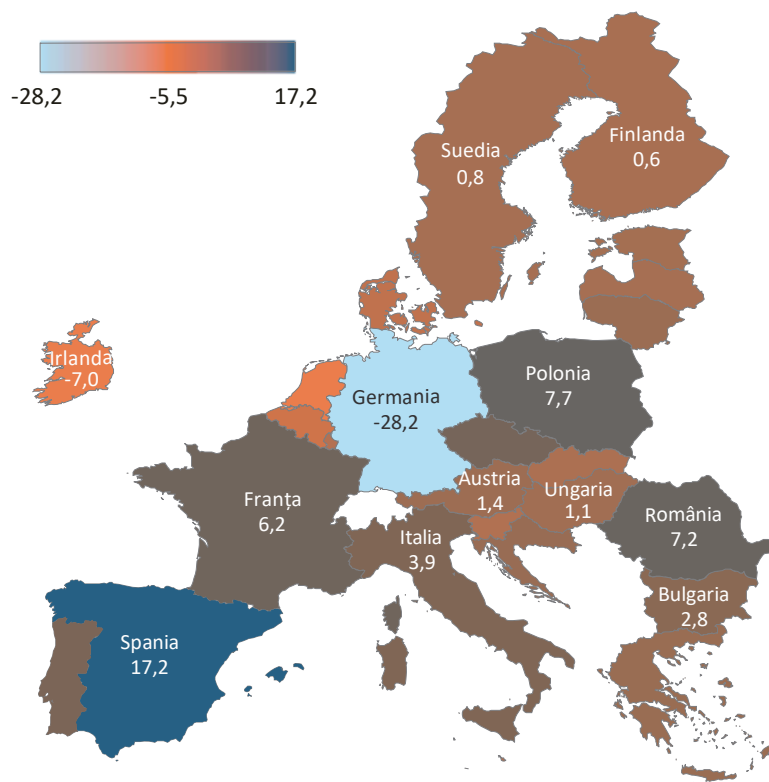 -28,2
-5,5
17,2
Suedia
0,8
Finlanda
0,6
Irlanda
-7,0
Germania
-28,2
Polonia
7,7
Franța
6,2
Austria
1,4
Ungaria
1,1
România
7,2
Italia
3,9
Bulgaria
2,8
Spania
17,2